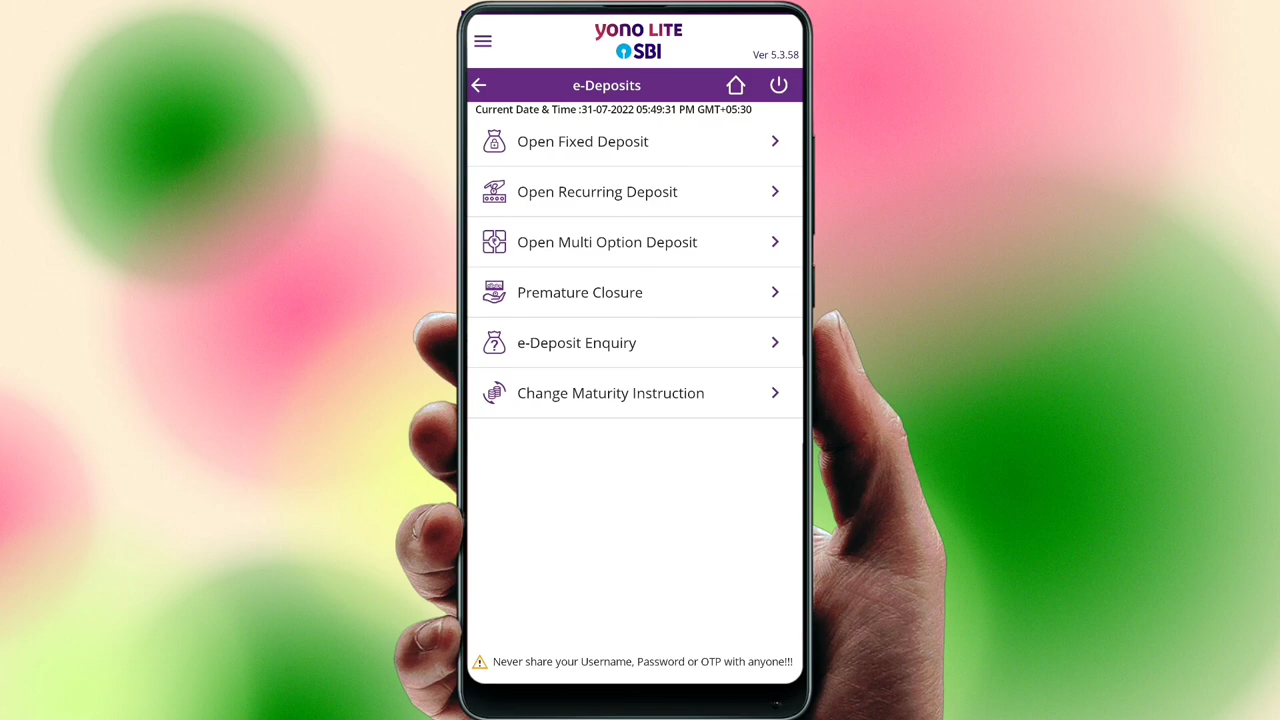 yono LITE
SBI
Ver 5.3.58
e-Deposits
Current Date & Time :31-07-2022 05:49:31 PM GMT+05:30
Open Fixed Deposit
Open Recurring Deposit
Open Multi Option Deposit
Premature Closure
e-Deposit Enquiry
Change Maturity Instruction
Never share your Username, Password or OTP with anyone!!!